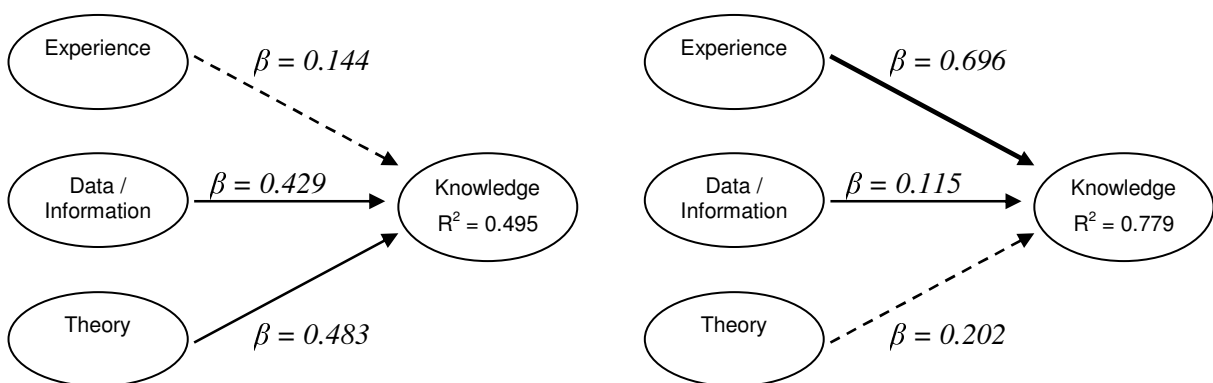 Experience
β = 0.144
Data /
Information
β = 0.429
Knowledge
R² = 0.495
Theory
β = 0.483
Experience
β = 0.696
Data /
Information
β = 0.115
Knowledge
R² = 0.779
Theory
β = 0.202